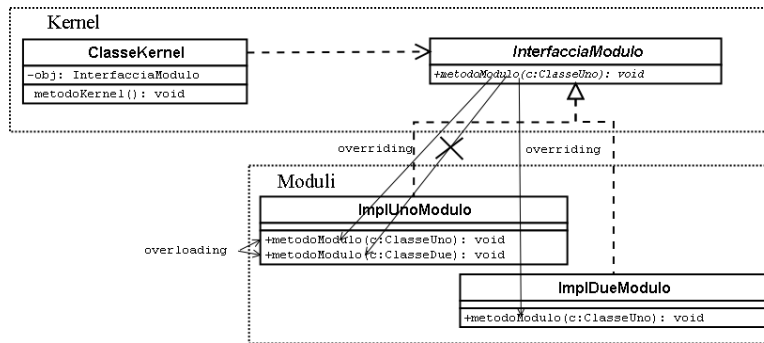 Kernel
ClasseKernel
-obj: InterfacciaModulo
metodoKernel(): void
InterfacciaModulo
+metodoModulo(c:ClasseUno): void
overriding
overriding
Moduli
ImplUnoModulo
+metodoModulo(c:ClasseUno): void
+metodoModulo(c:ClasseDue): void
overloading
ImplDueModulo
+metodoModulo(c:ClasseUno): void